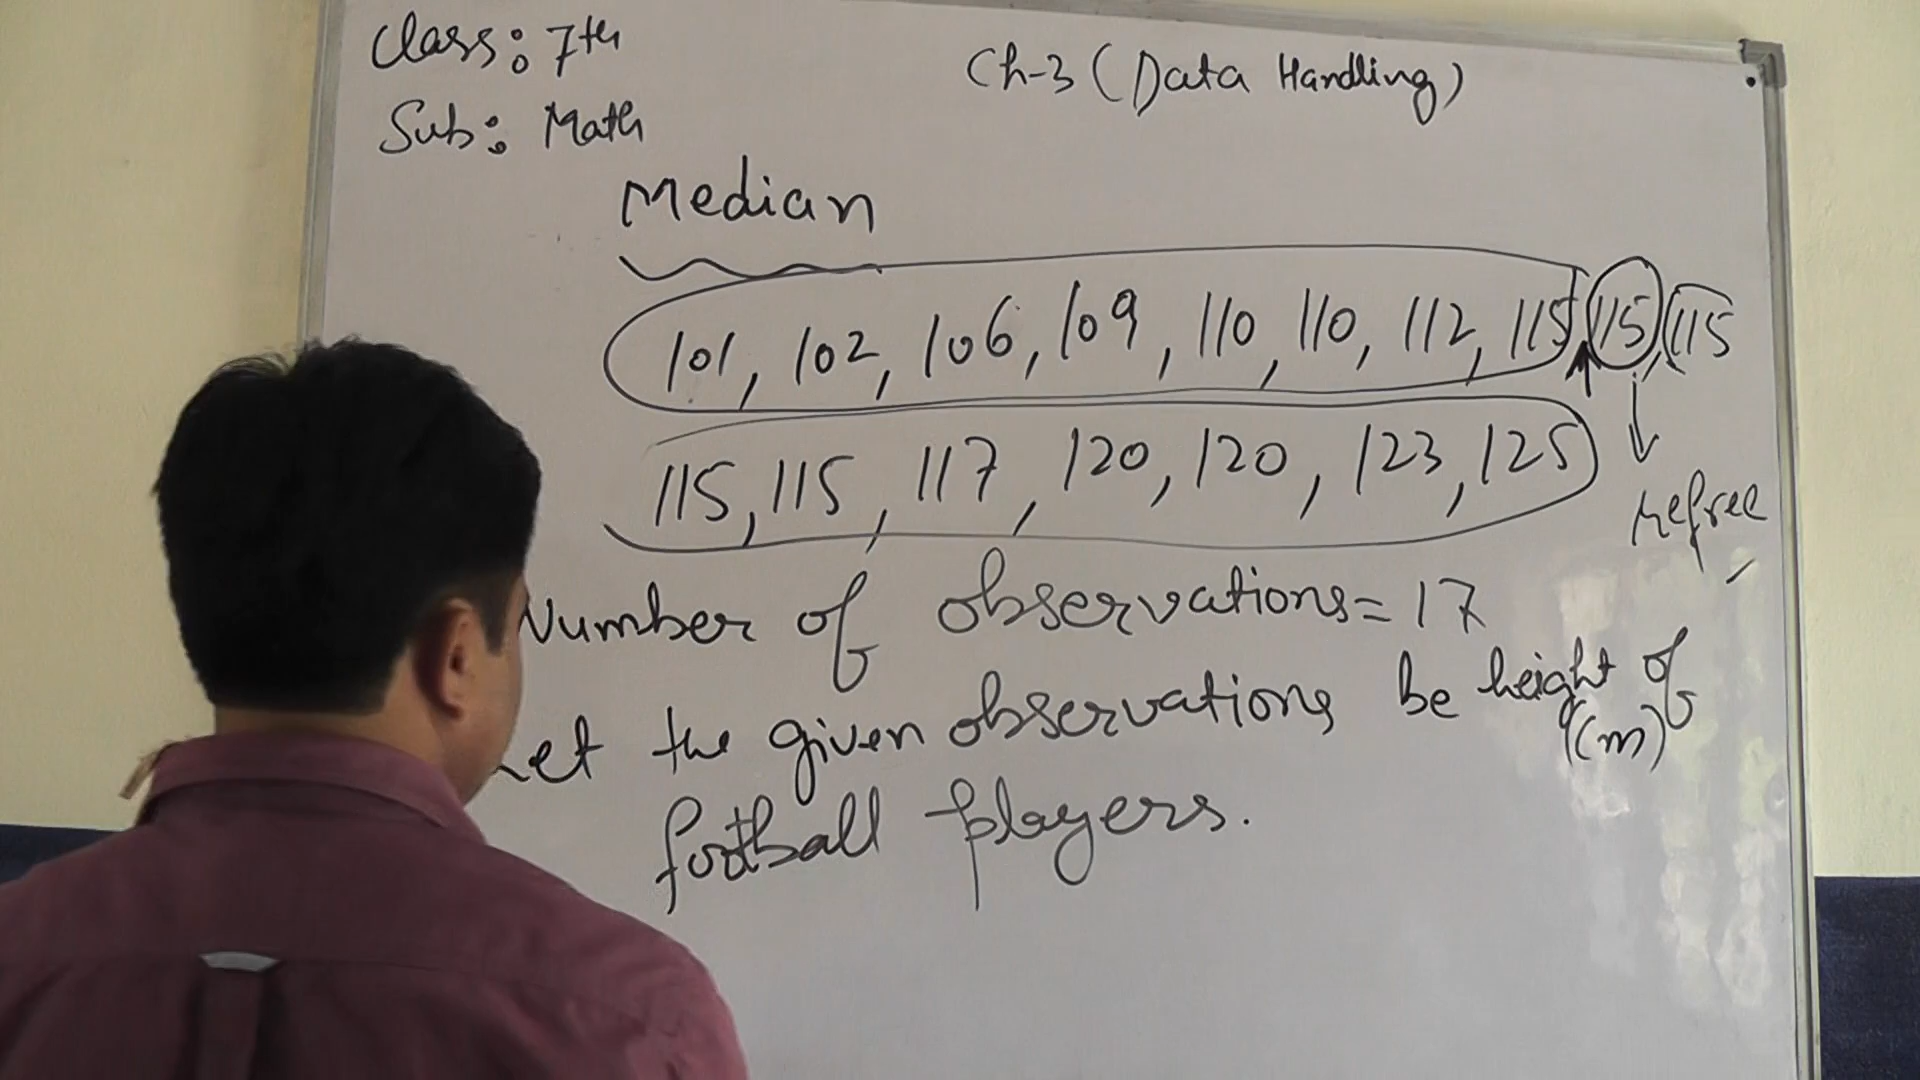 Class: 7th
Sub: Math
Ch-3 (Data Handling)
Median
101, 102, 106, 109, 110, 110, 112, 115, 115, 115
115, 115, 117, 120, 120, 123, 125
refree
Number of observations = 17
Let the given observations be height of
(m)
football players.